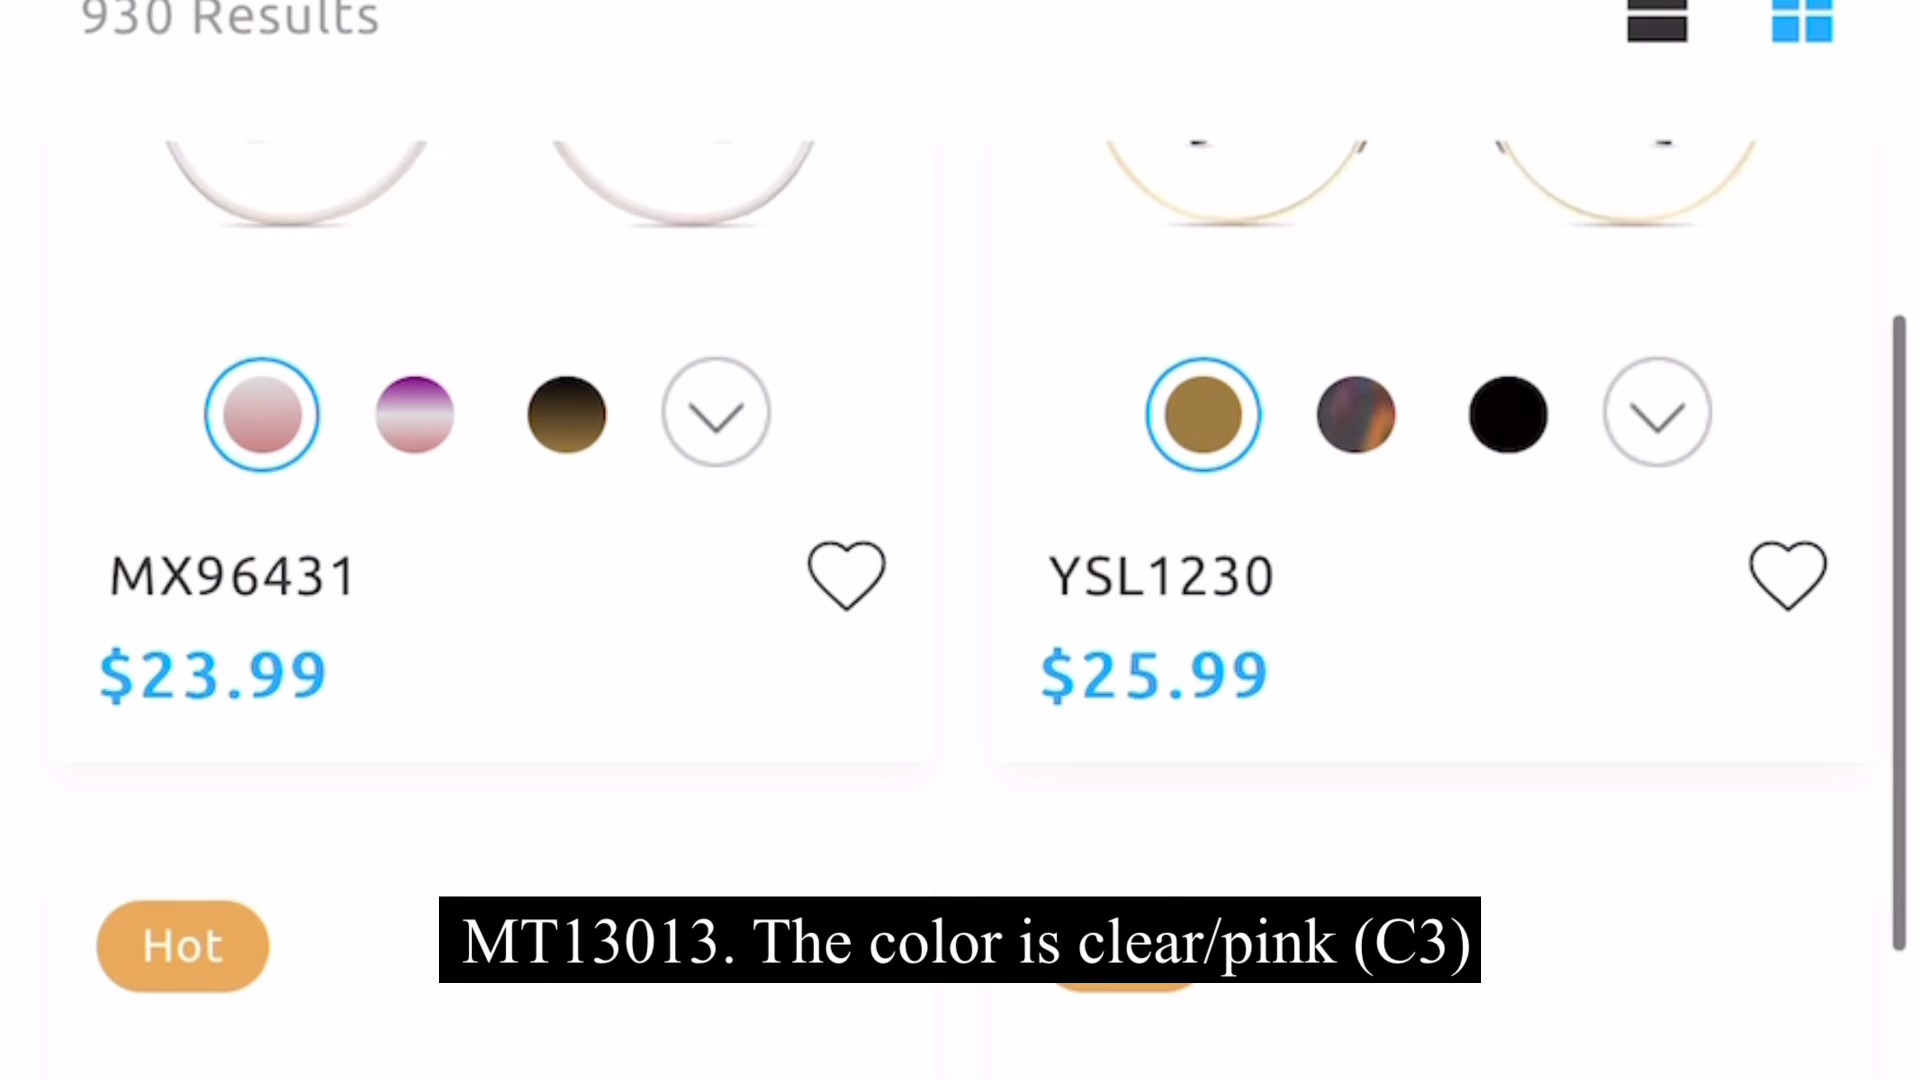 930 Results
MX96431
YSL1230
$23.99
$25.99
Hot
MT13013. The color is clear/pink (C3)